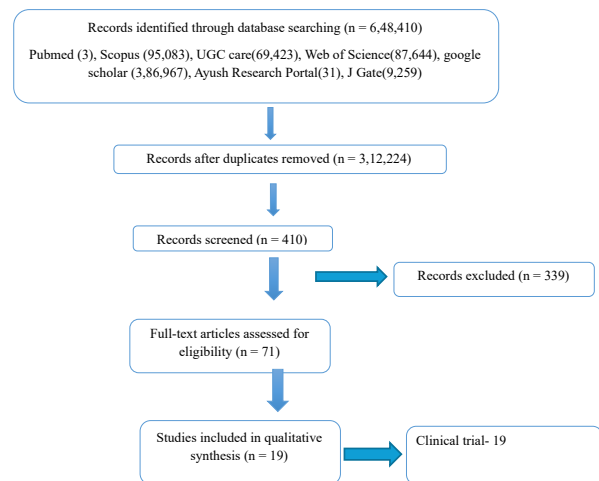 Records identified through database searching (n = 6,48,410)
Pubmed (3), Scopus (95,083), UGC care(69,423), Web of Science(87,644), google
scholar (3,86,967), Ayush Research Portal(31), J Gate(9,259)
Records after duplicates removed (n = 3,12,224)
Records screened (n = 410)
Records excluded (n = 339)
Full-text articles assessed for
eligibility (n = 71)
Studies included in qualitative
synthesis (n = 19)
Clinical trial- 19